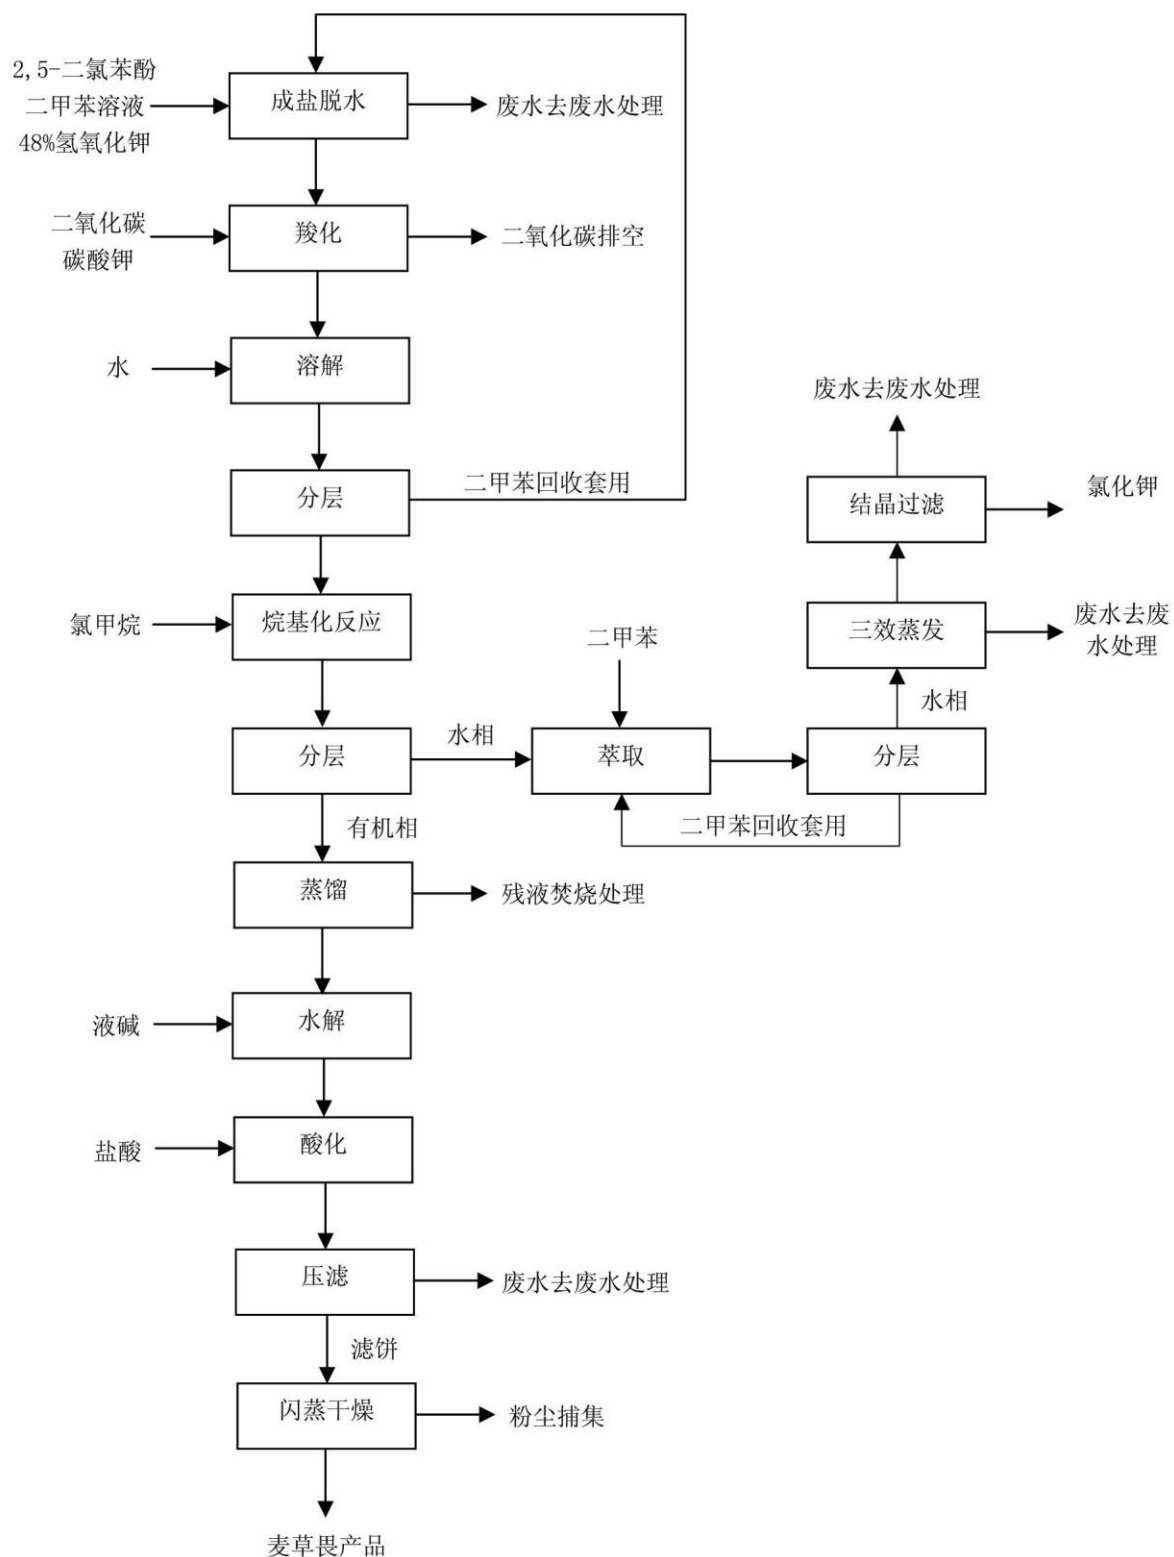 2,5-二氯苯酚
二甲苯溶液
48%氢氧化钾
成盐脱水
废水去废水处理
二氧化碳
碳酸钾
羧化
二氧化碳排空
水
溶解
分层
二甲苯回收套用
氯甲烷
烷基化反应
分层
水相
有机相
二甲苯
萃取
分层
二甲苯回收套用
水相
三效蒸发
废水去废
水处理
结晶过滤
氯化钾
废水去废水处理
蒸馏
残液焚烧处理
液碱
水解
盐酸
酸化
压滤
废水去废水处理
滤饼
闪蒸干燥
粉尘捕集
麦草畏产品